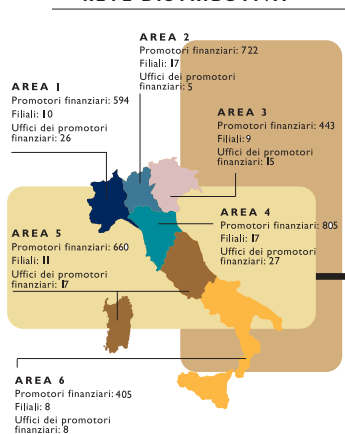 AREA 2
Promotori finanziari: 722
Filiali: 17
Uffici dei promotori
finanziari: 5
AREA 1
Promotori finanziari: 594
Filiali: 10
Uffici dei promotori
finanziari: 26
AREA 3
Promotori finanziari: 443
Filiali: 9
Uffici dei promotori
finanziari: 15
AREA 4
Promotori finanziari: 805
Filiali: 17
Uffici dei promotori
finanziari: 27
AREA 5
Promotori finanziari: 660
Filiali: 11
Uffici dei promotori
finanziari: 17
AREA 6
Promotori finanziari: 405
Filiali: 8
Uffici dei promotori
finanziari: 8